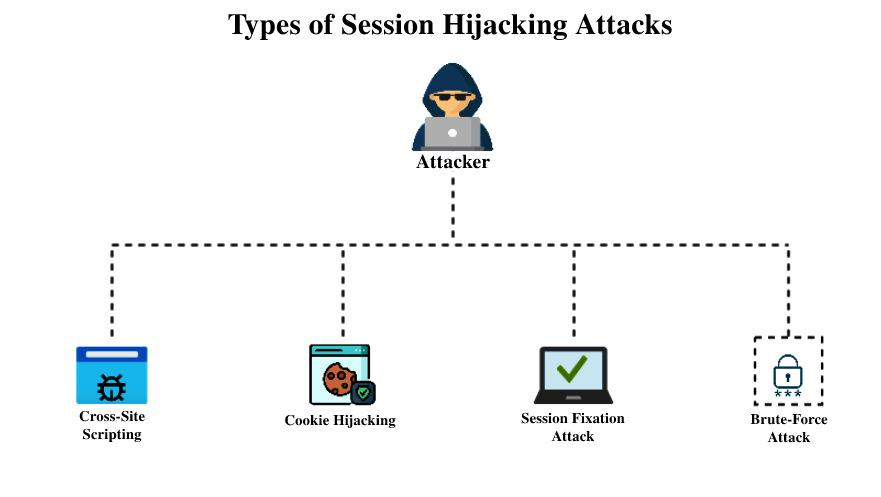 Types of Session Hijacking Attacks
Attacker
Cross-Site
Scripting
Cookie Hijacking
Session Fixation
Attack
***
Brute-Force
Attack